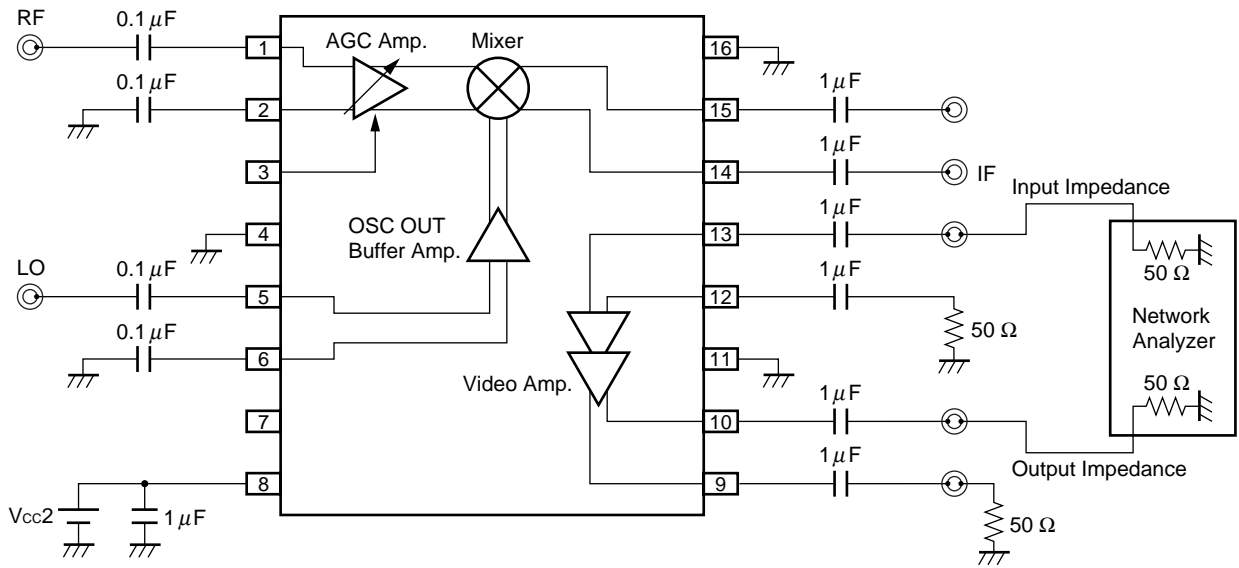 RF
0.1 μF
1
AGC Amp.
Mixer
16
0.1 μF
2
1 μF
15
3
1 μF
14
IF
Input Impedance
4
OSC OUT
Buffer Amp.
1 μF
13
50 Ω
LO
0.1 μF
5
1 μF
12
50 Ω
Network
Analyzer
0.1 μF
6
11
Video Amp.
50 Ω
7
1 μF
10
Output Impedance
1 μF
8
9
Vcc2
1 μF
50 Ω